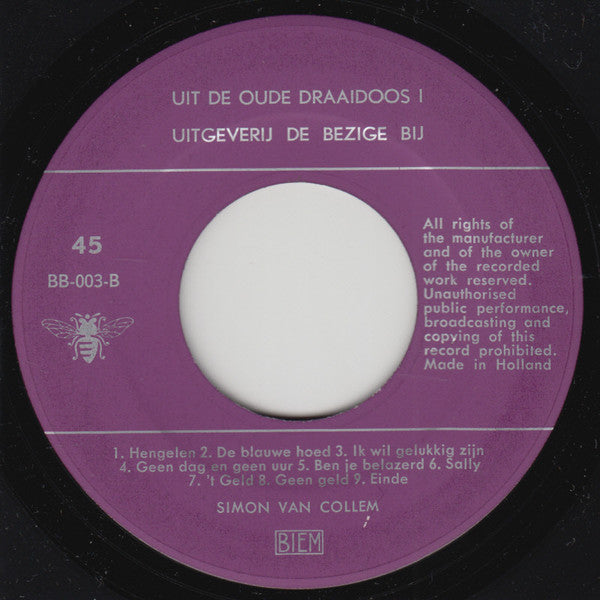 UIT DE OUDE DRAAIDOOS I
UITGEVERIJ DE BEZIGE BIJ
45
BB-003-B
All rights of
the manufacturer
and of the owner
of the recorded
work reserved.
Unauthorised
public performance,
broadcasting and
copying of this
record prohibited.
Made in Holland
1. Hengelen 2. De blauwe hoed 3. Ik wil gelukkig zijn
4. Geen dag en geen uur 5. Ben je belazerd 6. Sally
7. 't Geld 8. Geen geld 9. Einde
SIMON VAN COLLEM
BIEM